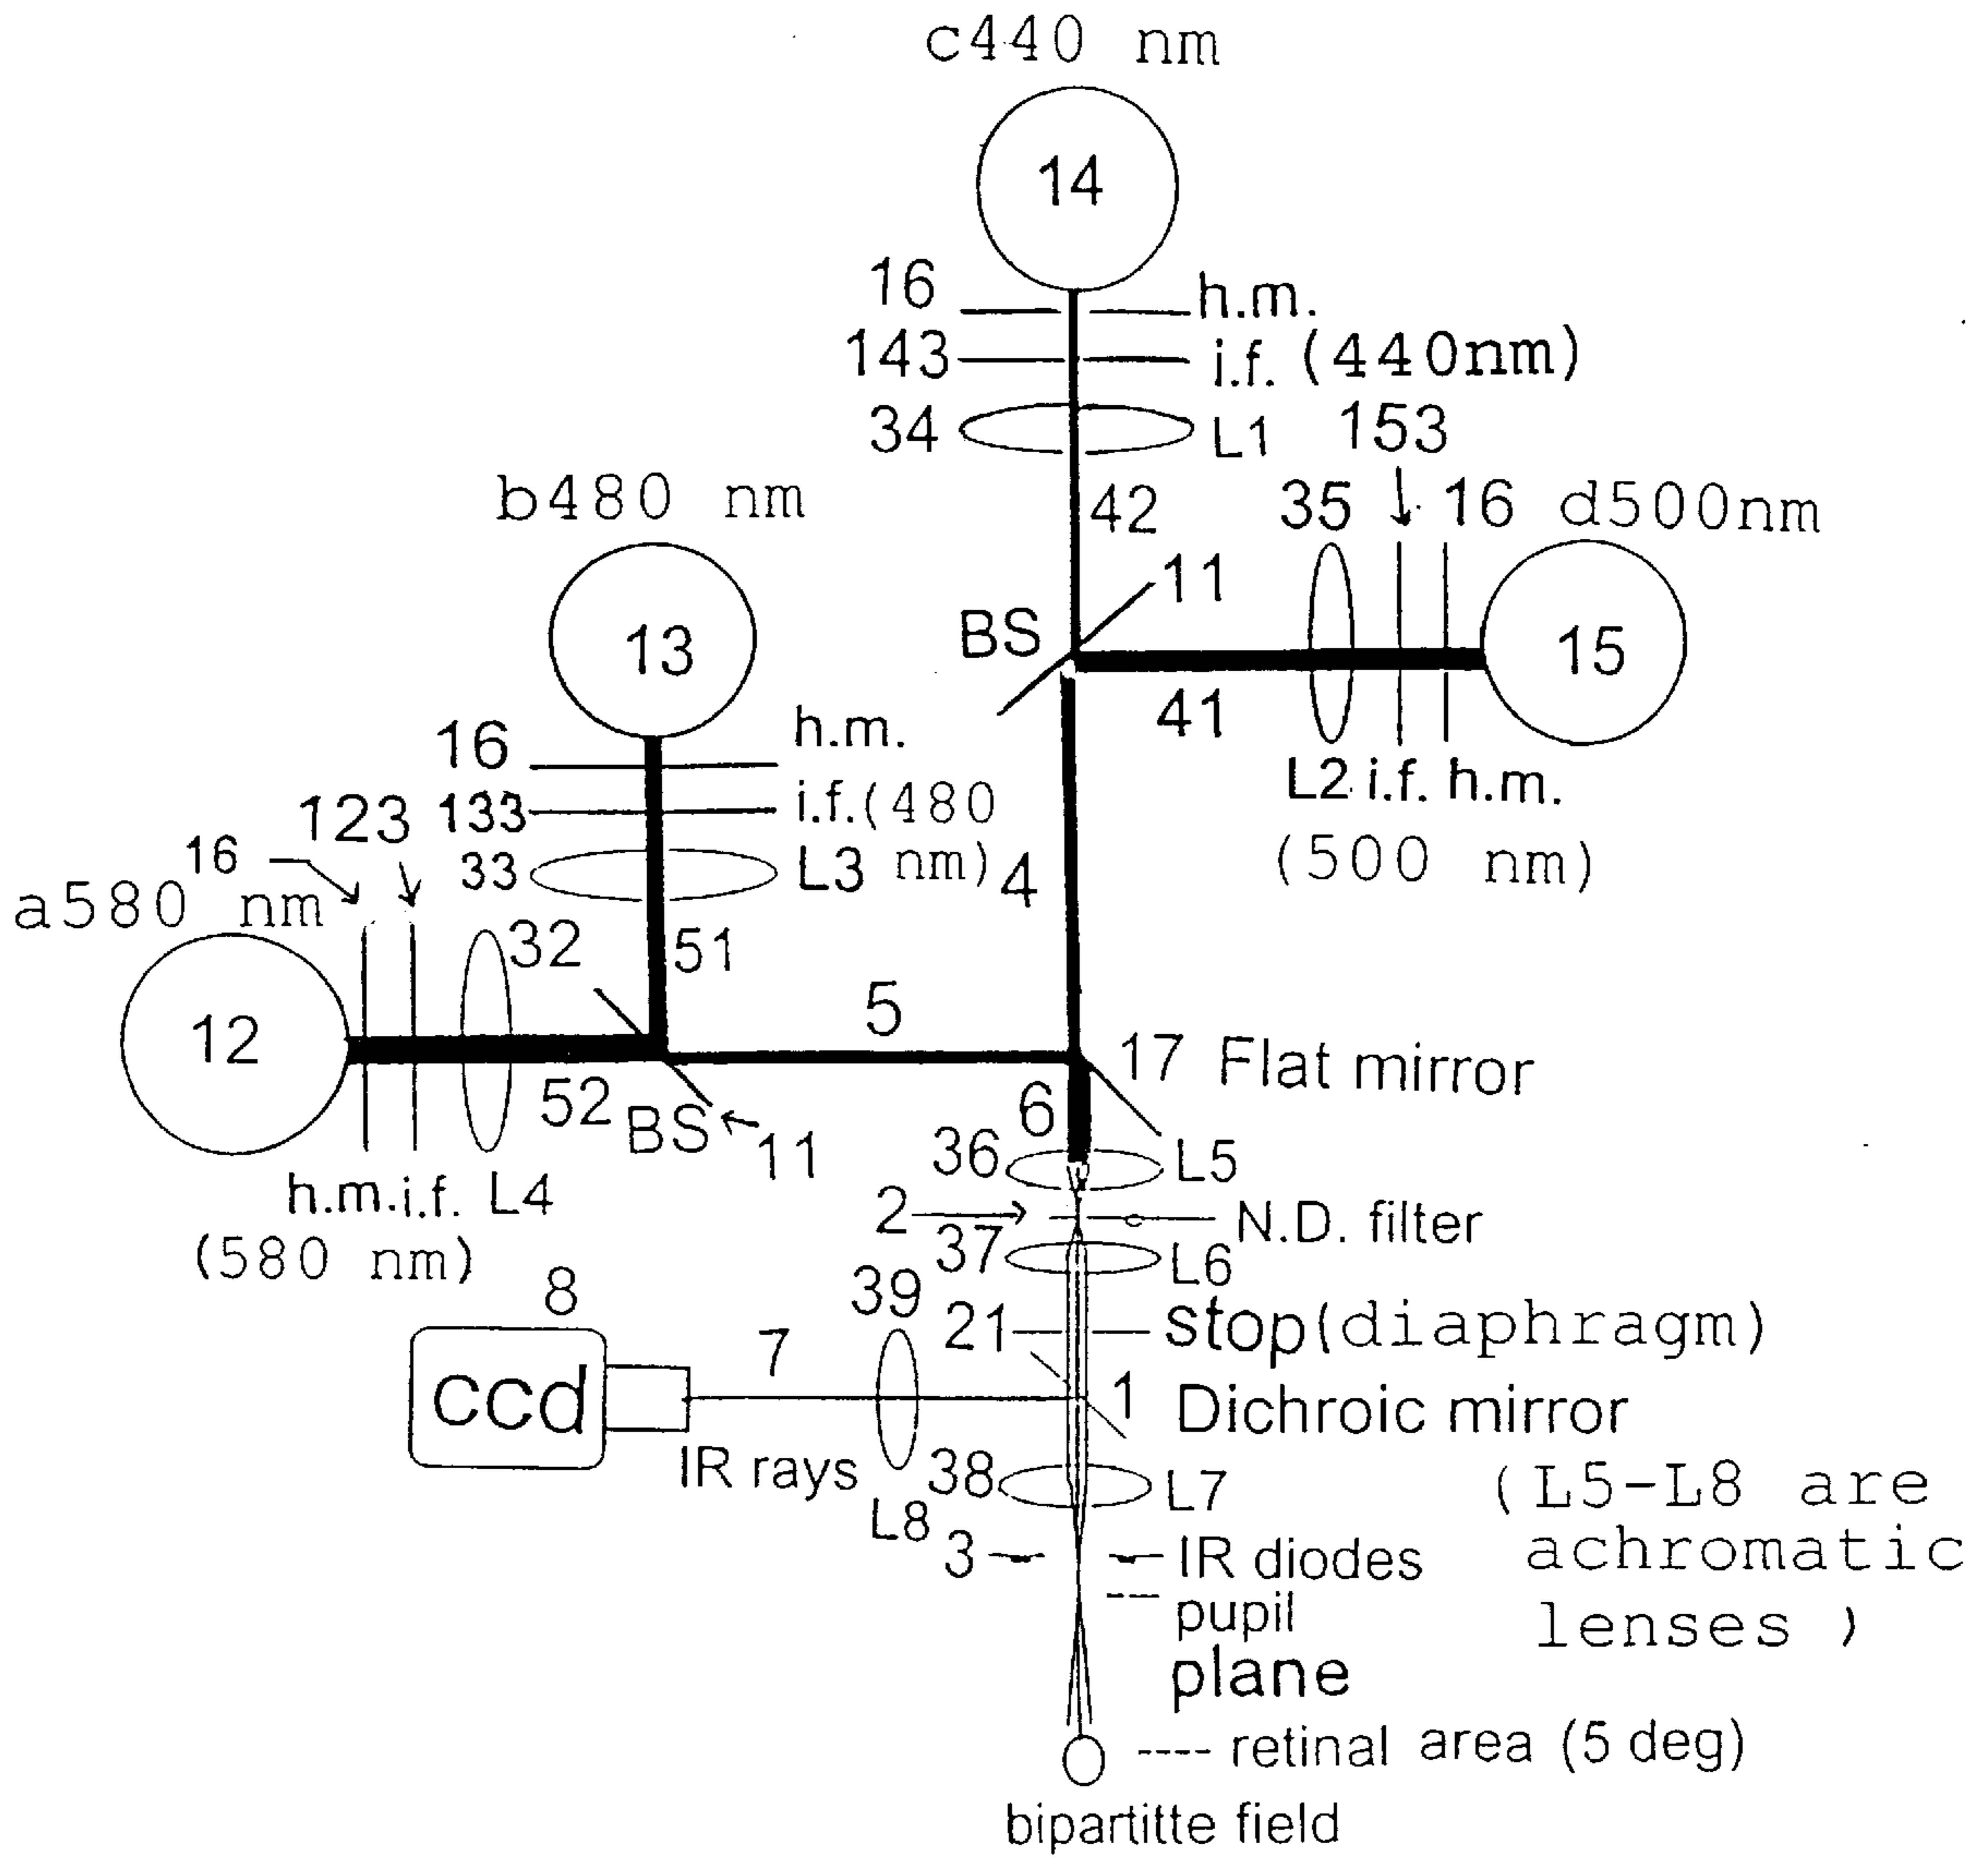 c440 nm
14
16 h.m.
143 i.f. (440nm)
34 L1
153
42
35 16 d500nm
b480 nm
11
BS
13
15
41
16 h.m.
L2 i.f. h.m.
(500 nm)
123 133 i.f.(480
16 33 L3 nm) 4
a580 nm
32 51
12
5
17 Flat mirror
52 BS 11
6
36 L5
h.m. i.f. L4
(580 nm)
2 N.D. filter
37 L6
8
39
21 stop(diaphragm)
7
ccd
1 Dichroic mirror
IR rays
38 L7
L8
(L5-L8 are
achromatic
lenses )
3 IR diodes
pupil
plane
retinal area (5 deg)
bipartitte field